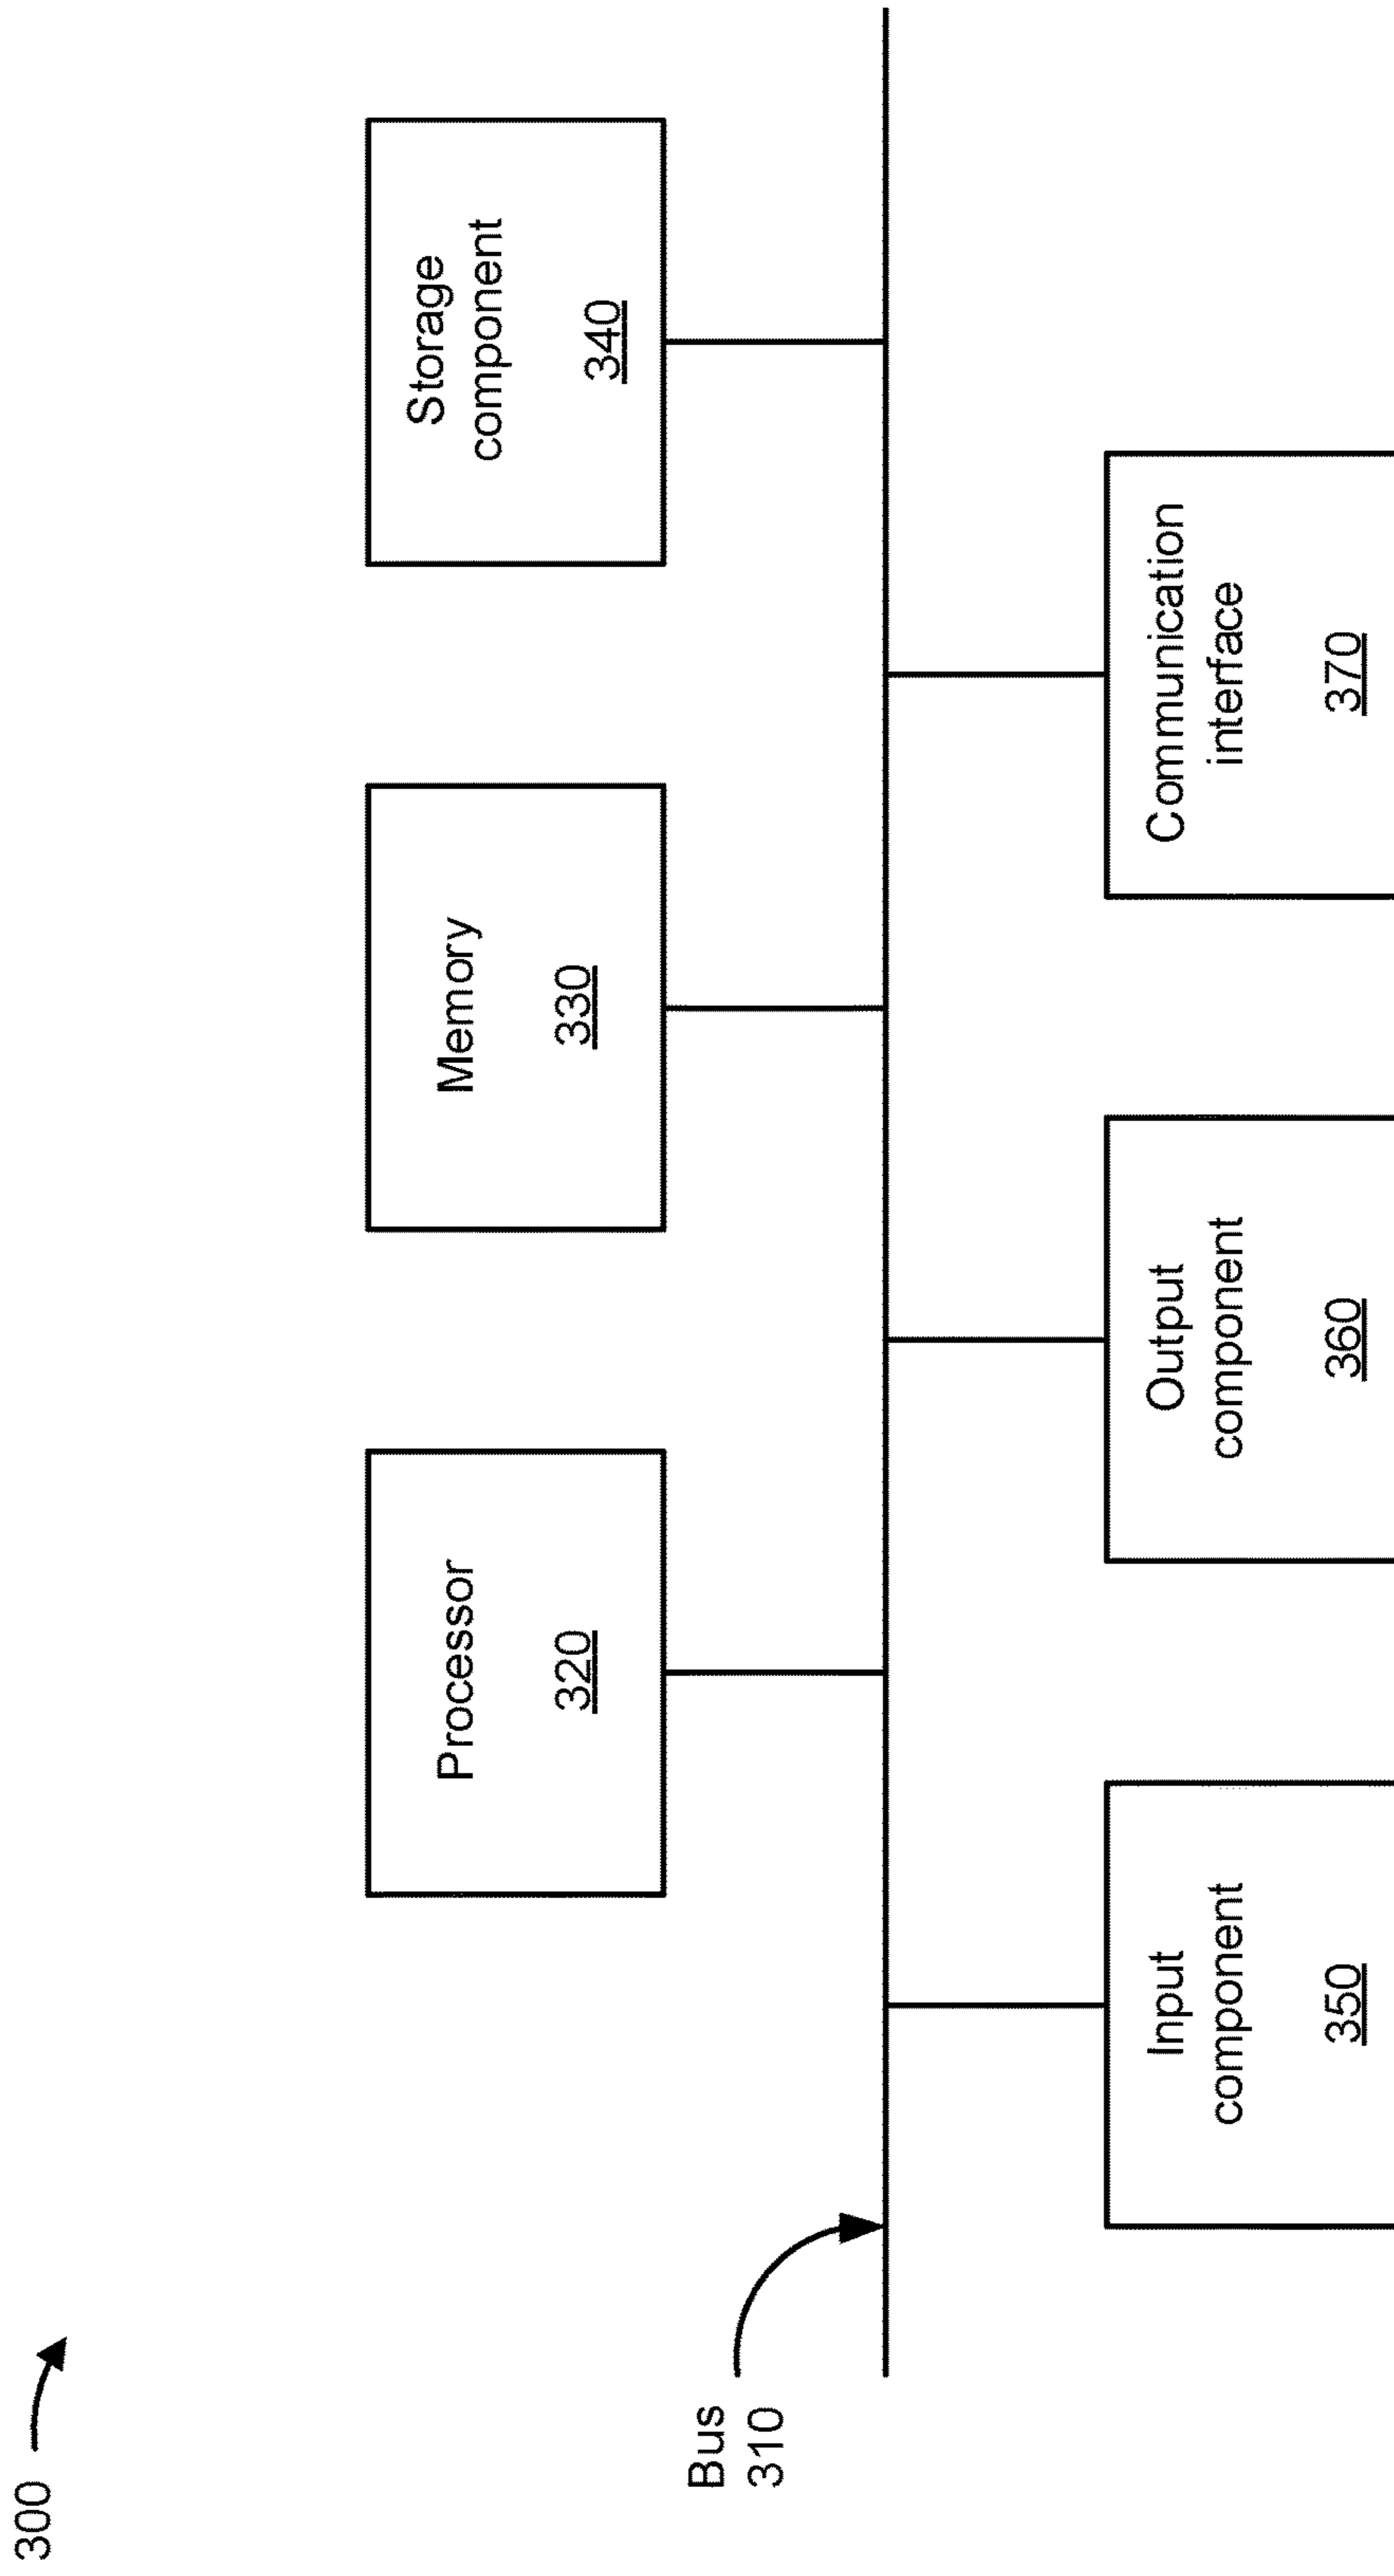 300
Processor
320
Memory
330
Storage
component
340
Bus
310
Input
component
350
Output
component
360
Communication
interface
370